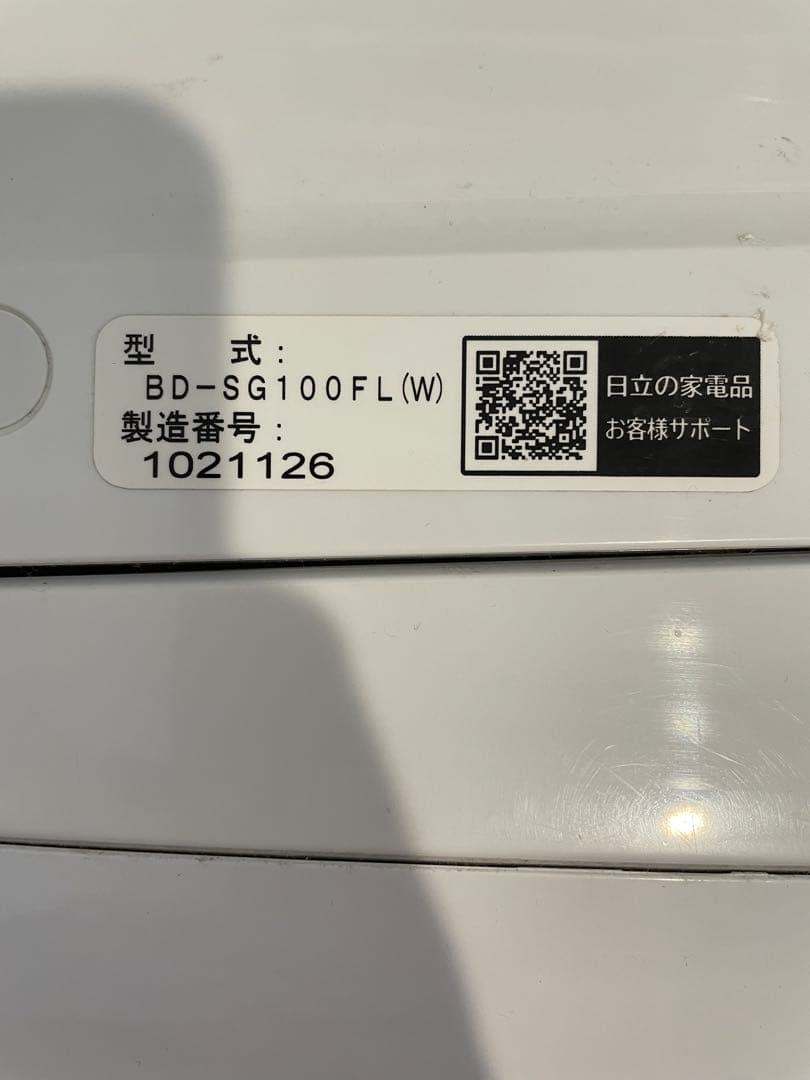 型　式:
BD-SG100FL(W)
製造番号:
1021126
日立の家電品
お客様サポート